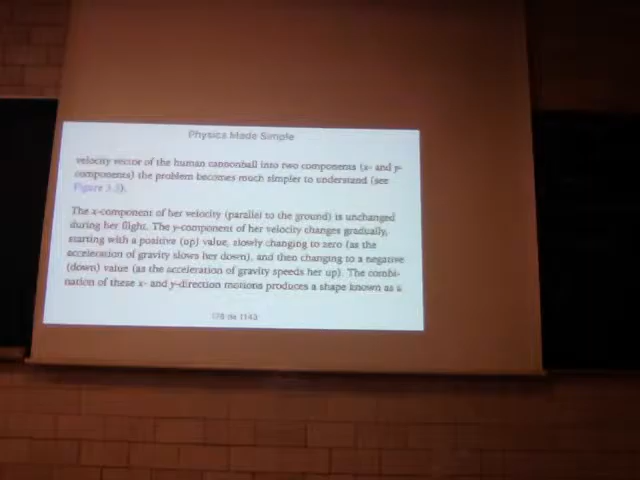 Physics Made Simple
velocity vector of the human cannonball into two components (x- and y-
components) the problem becomes much simpler to understand (see
Figure 3-3).
The x-component of her velocity (parallel to the ground) is unchanged
during her flight. The y-component of her velocity changes gradually,
starting with a positive (up) value, slowly changing to zero (as the
acceleration of gravity slows her down), and then changing to a negative
(down) value (as the acceleration of gravity speeds her up). The combi-
nation of these x- and y-direction motions produces a shape known as a
de 1143